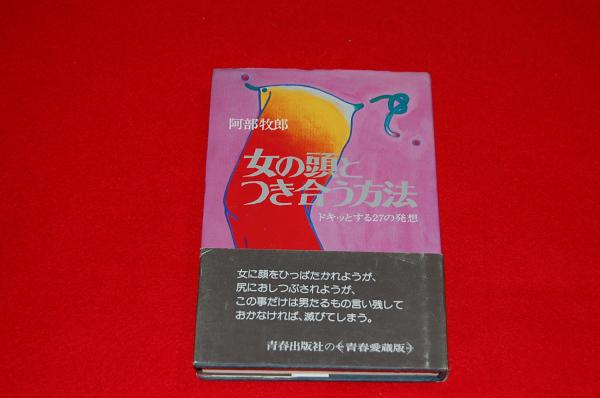 阿部牧郎
女の頭と
つき合う方法
ドキッとする27の発想
女に顔をひっぱたかれようが、
尻におしつぶされようが、
この事だけは男たるもの言い残して
おかなければ、滅びてしまう。
青春出版社の≪青春愛蔵版≫